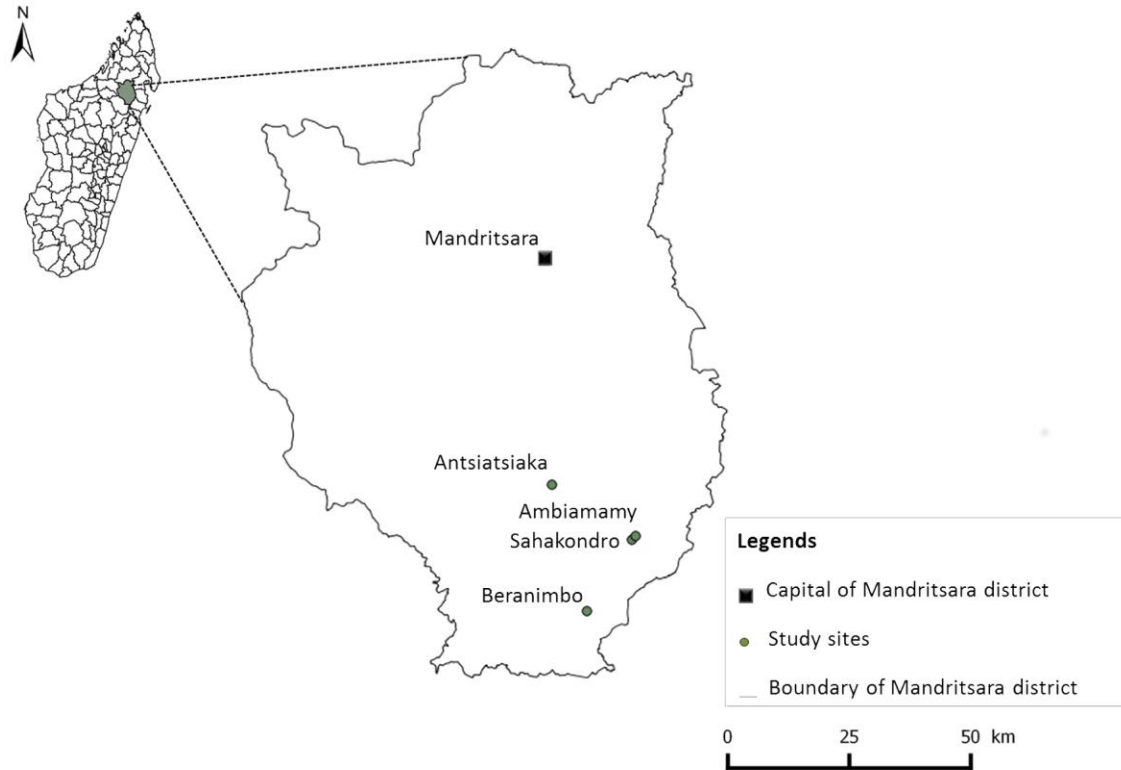 N
Mandritsara
Antsiatsiaka
Ambiamamy
Sahakondro
Beranimbo
Legends
Capital of Mandritsara district
Study sites
Boundary of Mandritsara district
0 25 50 km